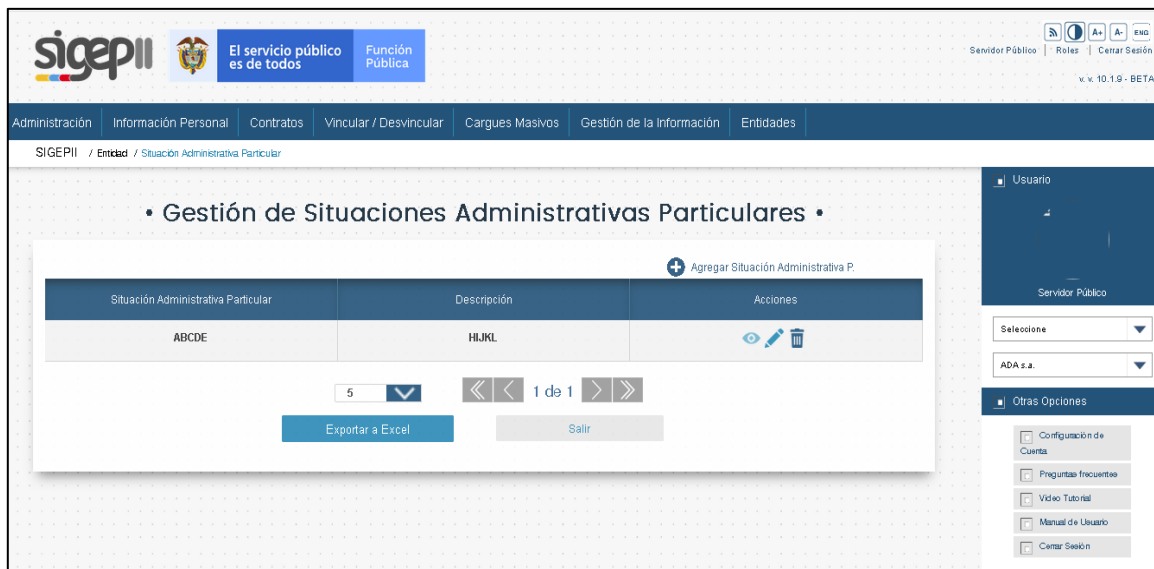 sigepII
El servicio público
es de todos
Función
Pública
A+ A- ENG
Servidor Público | Roles | Cerrar Sesión
v. v. 10.1.9 - BETA
Administración Información Personal Contratos Vincular / Desvincular Cargues Masivos Gestión de la Información Entidades
SIGEPII / Entidad / Situación Administrativa Particular
Usuario
• Gestión de Situaciones Administrativas Particulares •
Agregar Situación Administrativa P.
Situación Administrativa Particular Descripción Acciones
ABCDE HIJKL
5 1 de 1
Exportar a Excel Salir
Servidor Público
Seleccione
ADA s.a.
Otras Opciones
Configuración de
Cuenta
Preguntas frecuentes
Video Tutorial
Manual de Usuario
Cerrar Sesión